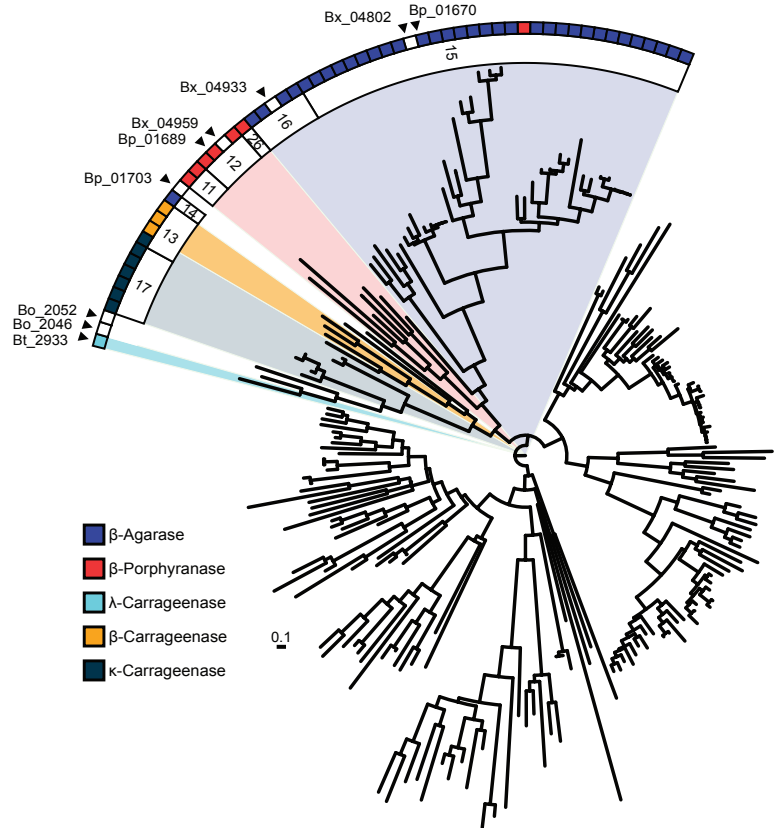 Bx_04802
Bp_01670
15
Bx_04933
16
Bx_04959
26
Bp_01689
12
11
Bp_01703
14
13
17
Bo_2052
Bo_2046
Bt_2933
β-Agarase
β-Porphyranase
λ-Carrageenase
β-Carrageenase
κ-Carrageenase
0.1